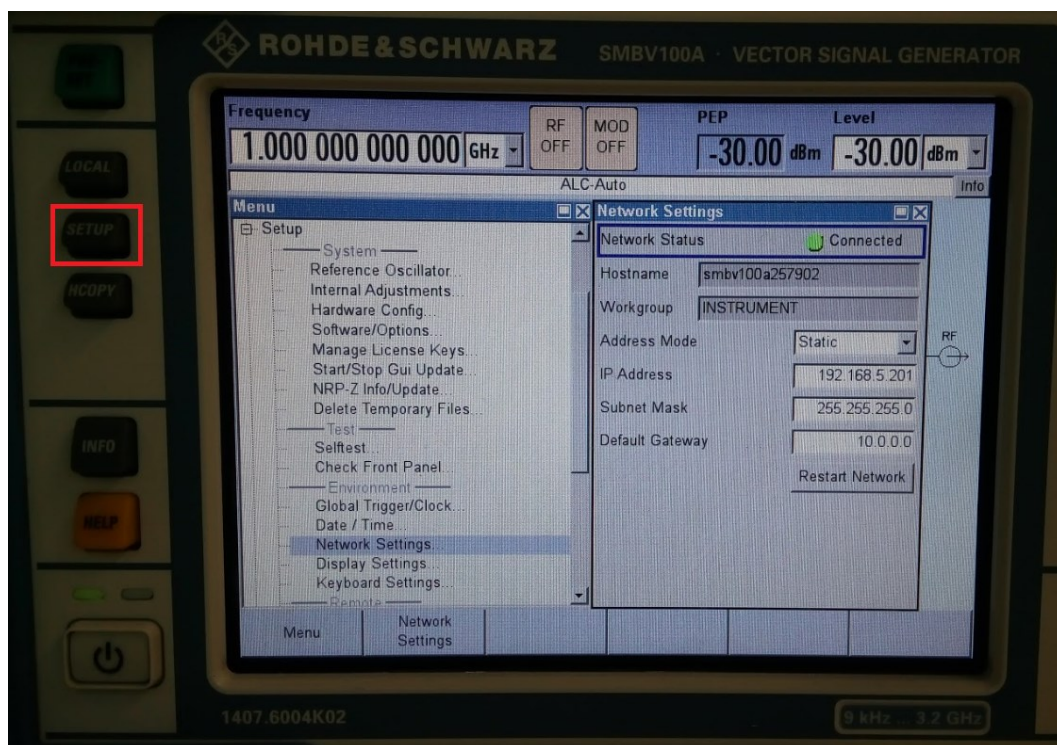 ROHDE & SCHWARZ SMBV100A · VECTOR SIGNAL GENERATOR
LOCAL
SETUP
HCOPY
INFO
HELP
Frequency
1.000 000 000 000 GHz
RF OFF
MOD OFF
PEP
-30.00 dBm
Level
-30.00 dBm
ALC-Auto
Info
Menu
Setup
System
Reference Oscillator...
Internal Adjustments...
Hardware Config...
Software/Options...
Manage License Keys...
Start/Stop Gui Update...
NRP-Z Info/Update...
Delete Temporary Files...
Test
Selftest...
Check Front Panel...
Environment
Global Trigger/Clock...
Date / Time...
Network Settings...
Display Settings...
Keyboard Settings...
Remote
Network Settings
Network Status Connected
Hostname smbv100a257902
Workgroup INSTRUMENT
Address Mode Static
IP Address 192.168.5.201
Subnet Mask 255.255.255.0
Default Gateway 10.0.0.0
Restart Network
RF
Menu
Network Settings
1407.6004K02
9 kHz ... 3.2 GHz